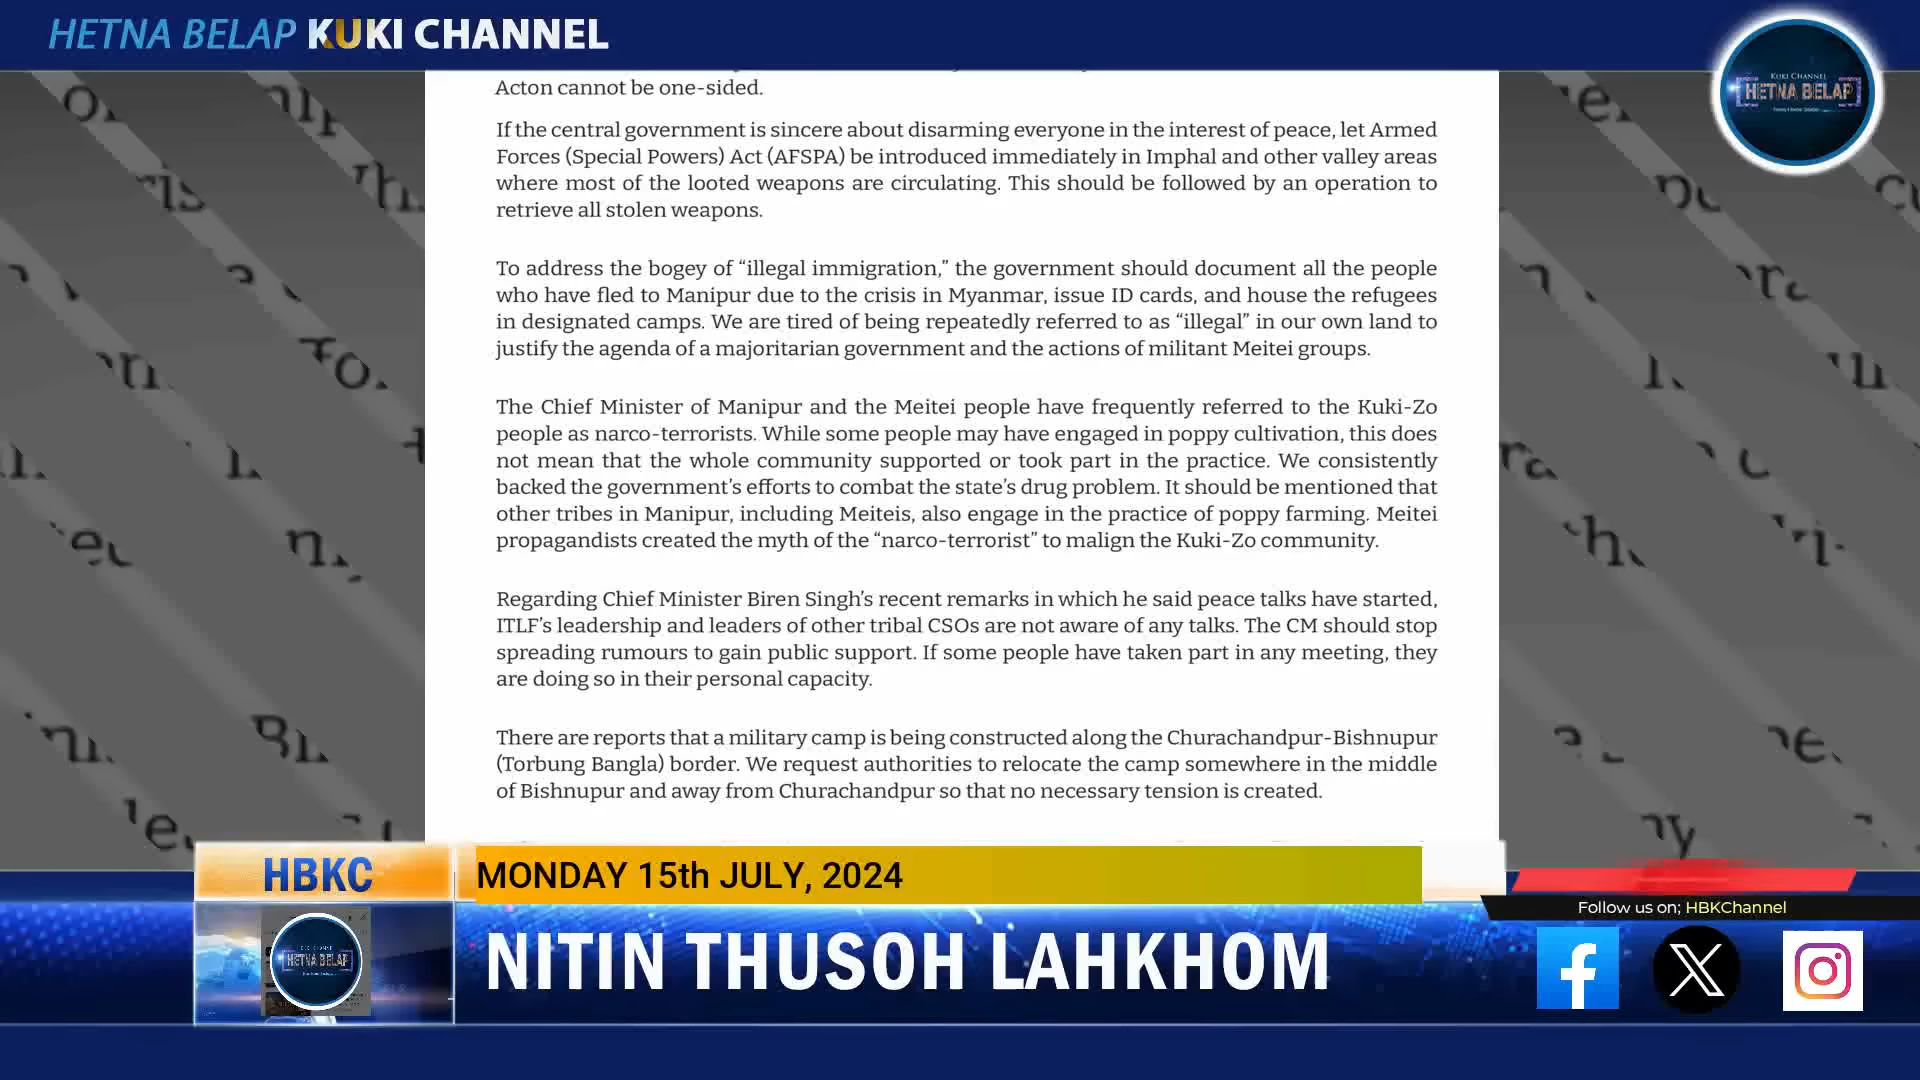 HETNA BELAP KUKI CHANNEL
KUKI CHANNEL
HETNA BELAP
Acton cannot be one-sided.
If the central government is sincere about disarming everyone in the interest of peace, let Armed
Forces (Special Powers) Act (AFSPA) be introduced immediately in Imphal and other valley areas
where most of the looted weapons are circulating. This should be followed by an operation to
retrieve all stolen weapons.
To address the bogey of “illegal immigration,” the government should document all the people
who have fled to Manipur due to the crisis in Myanmar, issue ID cards, and house the refugees
in designated camps. We are tired of being repeatedly referred to as “illegal” in our own land to
justify the agenda of a majoritarian government and the actions of militant Meitei groups.
The Chief Minister of Manipur and the Meitei people have frequently referred to the Kuki-Zo
people as narco-terrorists. While some people may have engaged in poppy cultivation, this does
not mean that the whole community supported or took part in the practice. We consistently
backed the government’s efforts to combat the state’s drug problem. It should be mentioned that
other tribes in Manipur, including Meiteis, also engage in the practice of poppy farming. Meitei
propagandists created the myth of the “narco-terrorist” to malign the Kuki-Zo community.
Regarding Chief Minister Biren Singh’s recent remarks in which he said peace talks have started,
ITLF’s leadership and leaders of other tribal CSOs are not aware of any talks. The CM should stop
spreading rumours to gain public support. If some people have taken part in any meeting, they
are doing so in their personal capacity.
There are reports that a military camp is being constructed along the Churachandpur-Bishnupur
(Torbung Bangla) border. We request authorities to relocate the camp somewhere in the middle
of Bishnupur and away from Churachandpur so that no necessary tension is created.
HBKC
MONDAY 15th JULY, 2024
HETNA BELAP
NITIN THUSOH LAHKHOM
Follow us on; HBKChannel